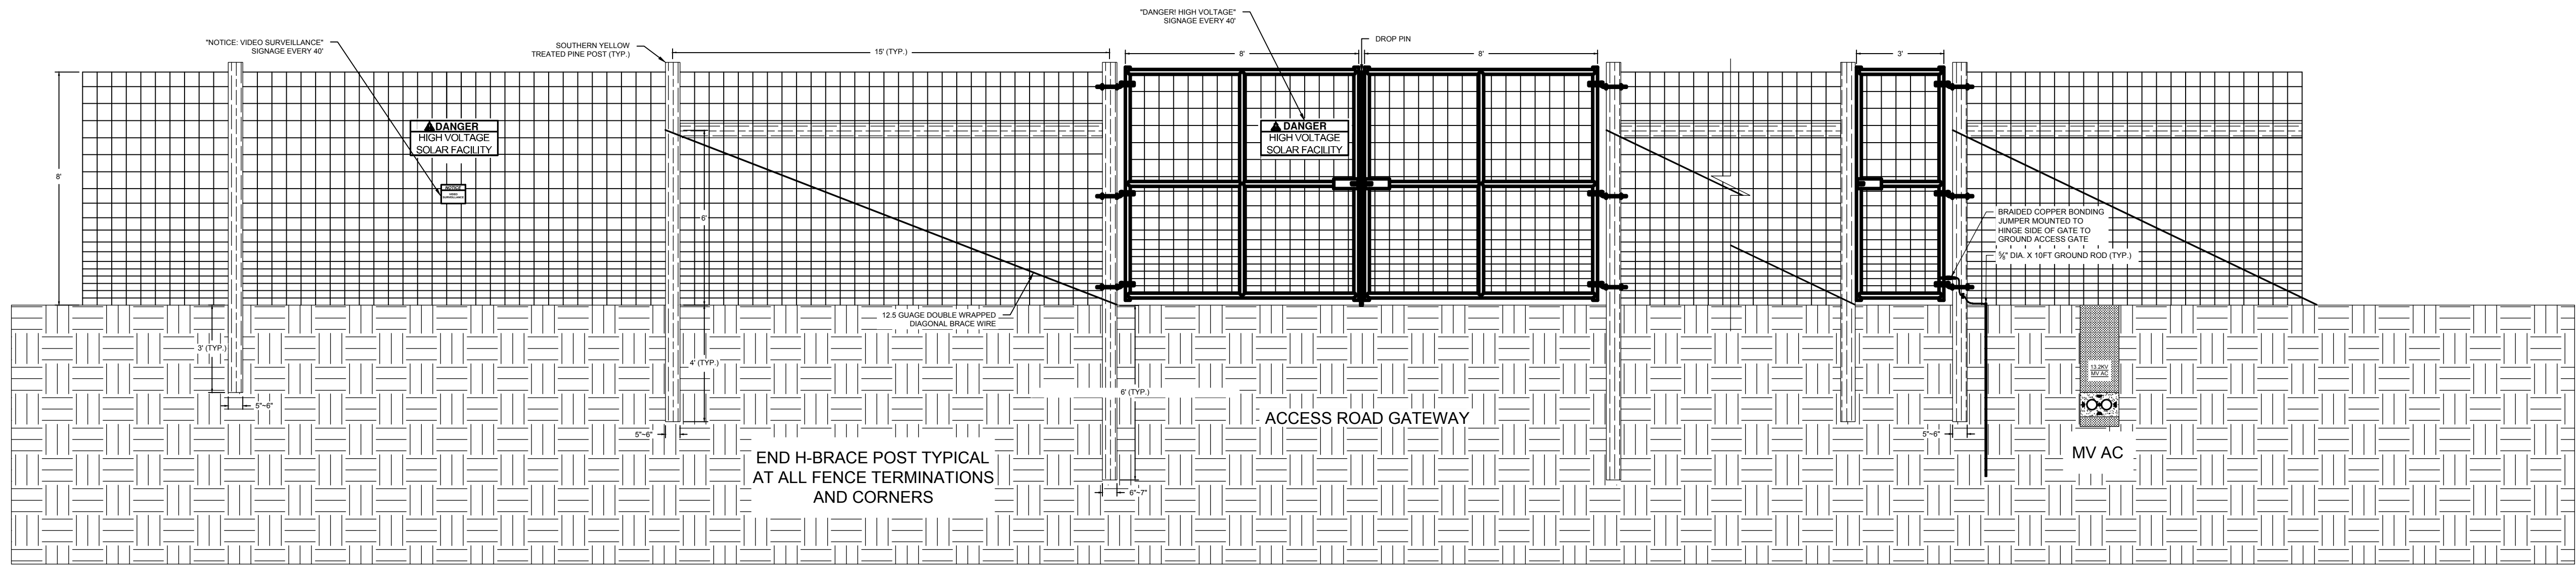 "DANGER! HIGH VOLTAGE"
SIGNAGE EVERY 40'
"NOTICE: VIDEO SURVEILLANCE"
SIGNAGE EVERY 40'
SOUTHERN YELLOW
TREATED PINE POST (TYP.)
15' (TYP.)
DROP PIN
8'
8'
3'
DANGER
HIGH VOLTAGE
SOLAR FACILITY
DANGER
HIGH VOLTAGE
SOLAR FACILITY
8'
NOTICE
VIDEO
SURVEILLANCE
6'
BRAIDED COPPER BONDING
JUMPER MOUNTED TO
HINGE SIDE OF GATE TO
GROUND ACCESS GATE
⅝" DIA. X 10FT GROUND ROD (TYP.)
12.5 GUAGE DOUBLE WRAPPED
DIAGONAL BRACE WIRE
3' (TYP.)
4' (TYP.)
6' (TYP.)
13.2KV
MV AC
5"~6"
5"~6"
5"~6"
6"~7"
ACCESS ROAD GATEWAY
END H-BRACE POST TYPICAL
AT ALL FENCE TERMINATIONS
AND CORNERS
MV AC